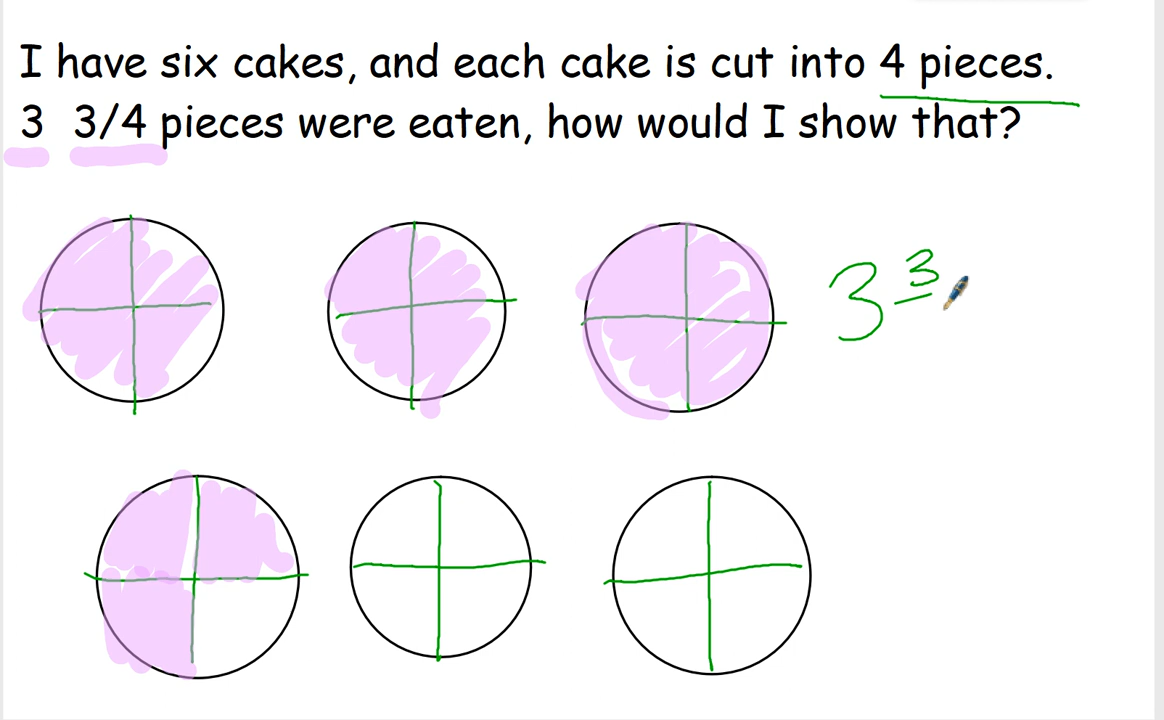 I have six cakes, and each cake is cut into 4 pieces.
3 3/4 pieces were eaten, how would I show that?
3 3